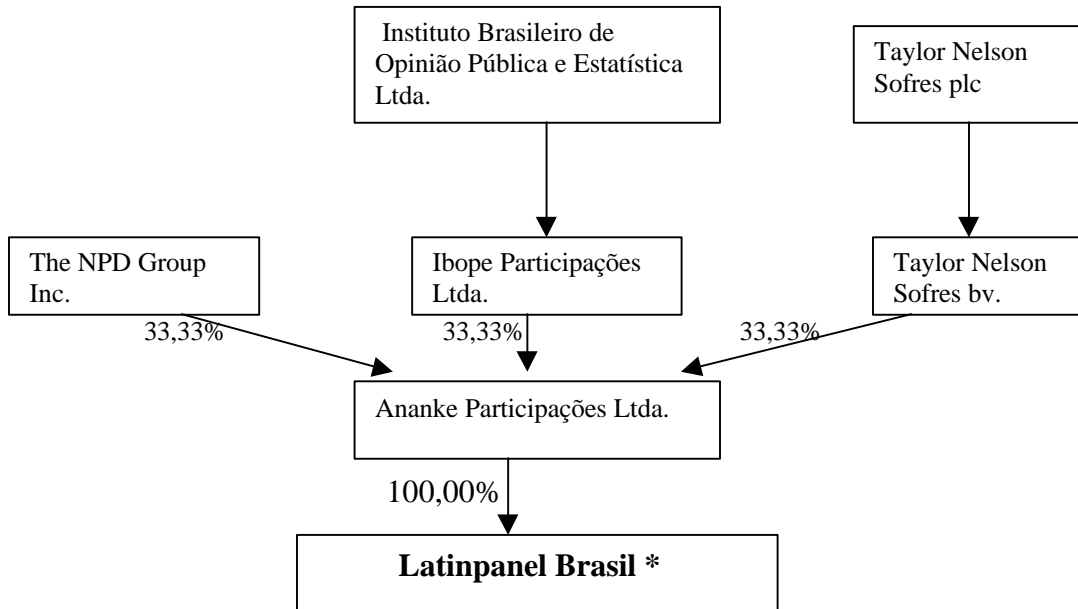 Instituto Brasileiro de
Opinião Pública e Estatística
Ltda.
Taylor Nelson
Sofres plc
The NPD Group
Inc.
Ibope Participações
Ltda.
Taylor Nelson
Sofres bv.
33,33%
33,33%
33,33%
Ananke Participações Ltda.
100,00%
Latinpanel Brasil *